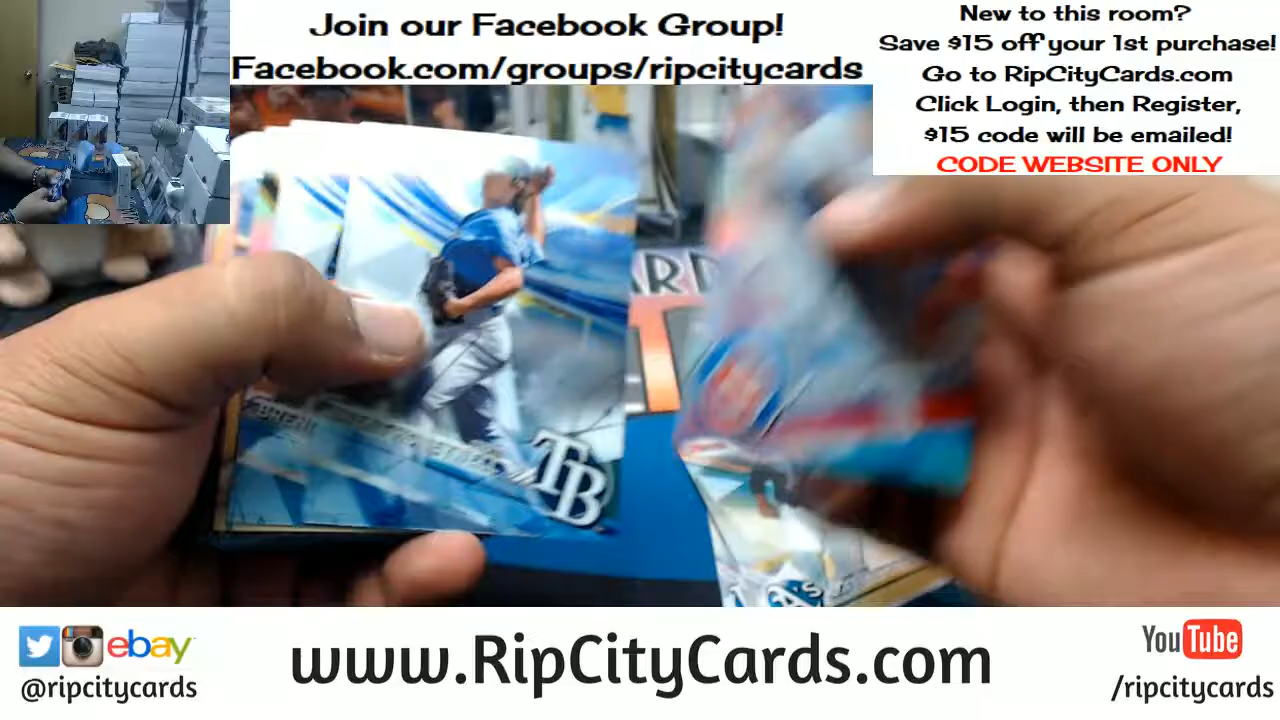 Join our Facebook Group!
Facebook.com/groups/ripcitycards
New to this room?
Save $15 off your 1st purchase!
Go to RipCityCards.com
Click Login, then Register,
$15 code will be emailed!
CODE WEBSITE ONLY
TB
A's
ebay
@ripcitycards
www.RipCityCards.com
YouTube
/ripcitycards